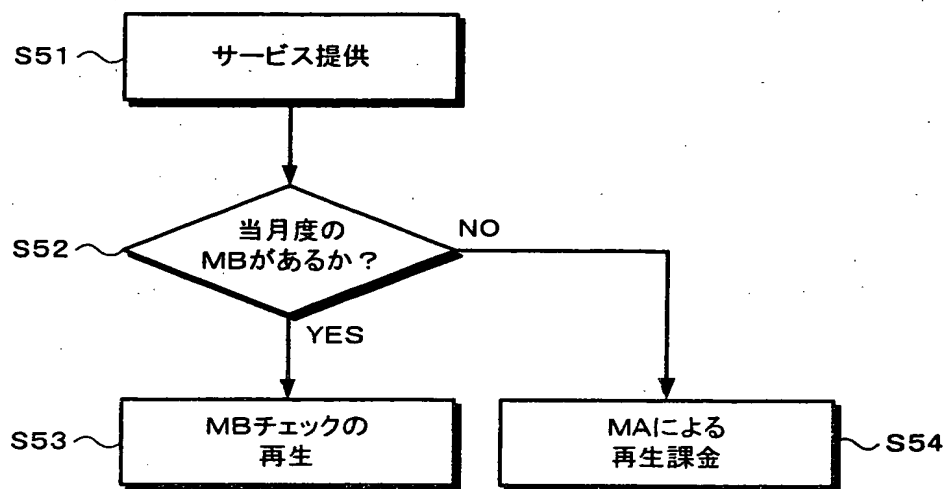 S51
サービス提供
S52
当月度の
MBがあるか?
NO
YES
S53
MBチェックの
再生
MAによる
再生課金
S54